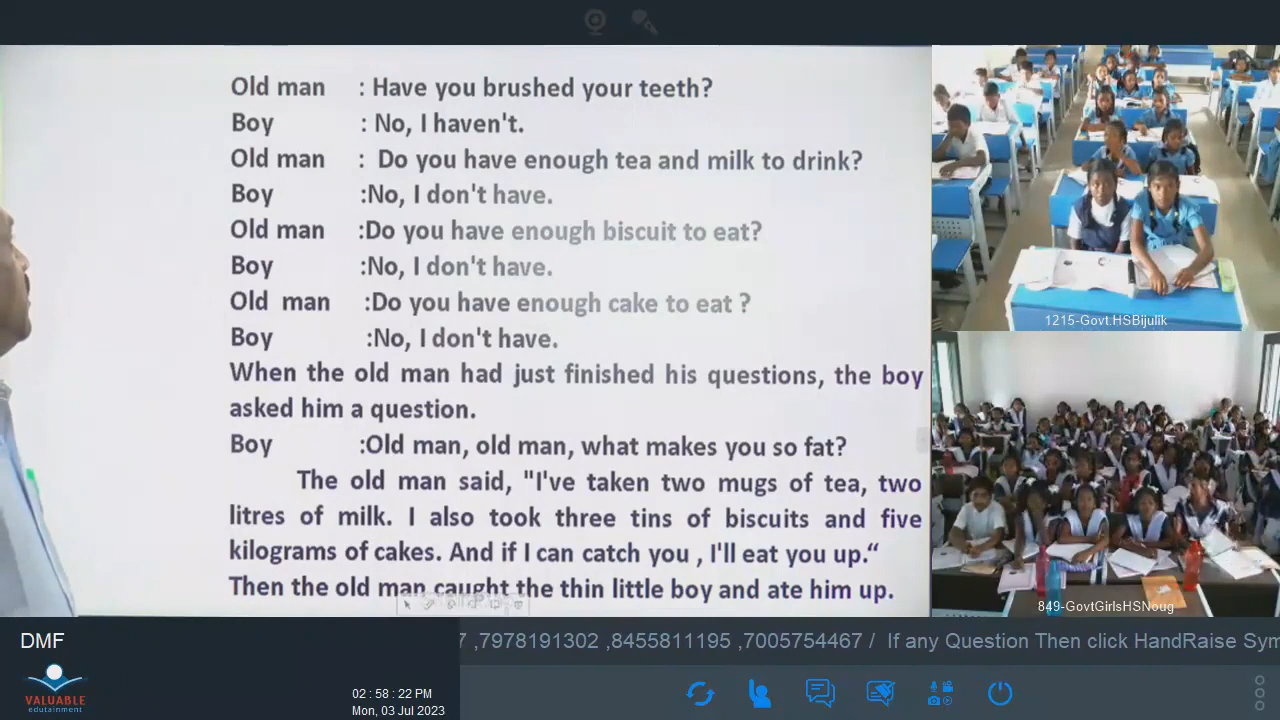 Old man : Have you brushed your teeth?
Boy : No, I haven't.
Old man : Do you have enough tea and milk to drink?
Boy :No, I don't have.
Old man :Do you have enough biscuit to eat?
Boy :No, I don't have.
Old man :Do you have enough cake to eat ?
Boy :No, I don't have.
When the old man had just finished his questions, the boy
asked him a question.
Boy :Old man, old man, what makes you so fat?
The old man said, "I've taken two mugs of tea, two
litres of milk. I also took three tins of biscuits and five
kilograms of cakes. And if I can catch you , I'll eat you up.“
Then the old man caught the thin little boy and ate him up.
1215-Govt.HSBijulik
849-GovtGirlsHSNoug
DMF
7 ,7978191302 ,8455811195 ,7005754467 / If any Question Then click HandRaise Sym
VALUABLE
edutainment
02 : 58 : 22 PM
Mon, 03 Jul 2023